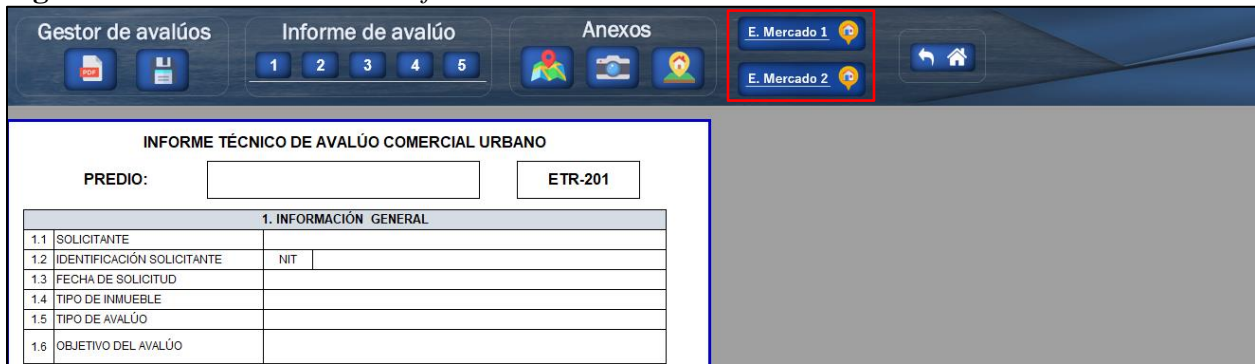 Gestor de avalúos
Informe de avalúo
Anexos
E. Mercado 1
PDF
1 2 3 4 5
E. Mercado 2
INFORME TÉCNICO DE AVALÚO COMERCIAL URBANO
PREDIO:
ETR-201
1. INFORMACIÓN GENERAL
1.1 SOLICITANTE
1.2 IDENTIFICACIÓN SOLICITANTE NIT
1.3 FECHA DE SOLICITUD
1.4 TIPO DE INMUEBLE
1.5 TIPO DE AVALÚO
1.6 OBJETIVO DEL AVALÚO